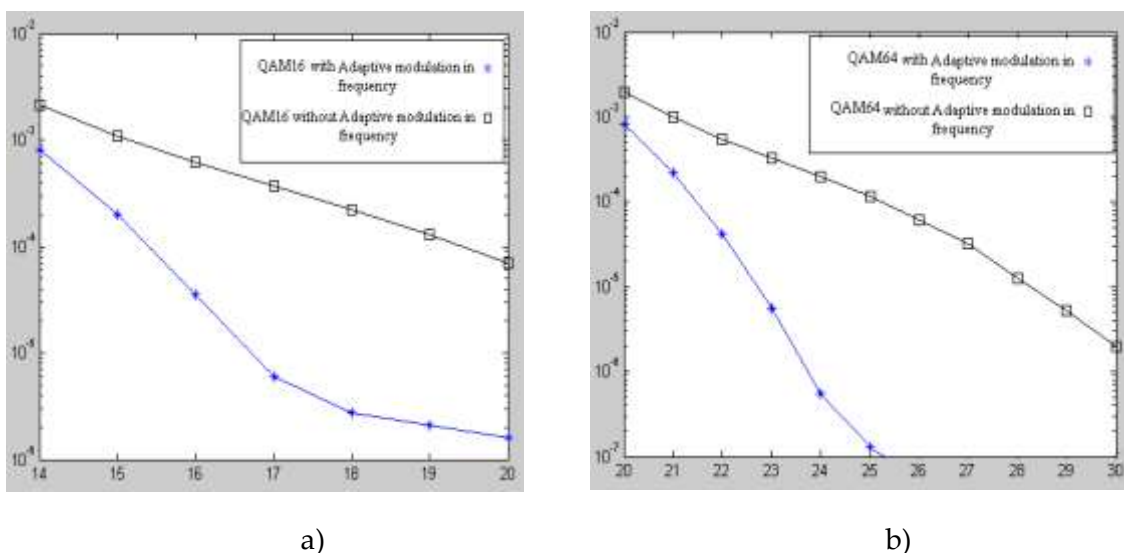 10^-2
10^-3
10^-4
10^-5
10^-6
14 15 16 17 18 19 20
QAM16 with Adaptive modulation in
frequency
QAM16 without Adaptive modulation in
frequency
a)
10^-2
10^-3
10^-4
10^-5
10^-6
10^-7
20 21 22 23 24 25 26 27 28 29 30
QAM64 with Adaptive modulation in
frequency
QAM64 without Adaptive modulation in
frequency
b)